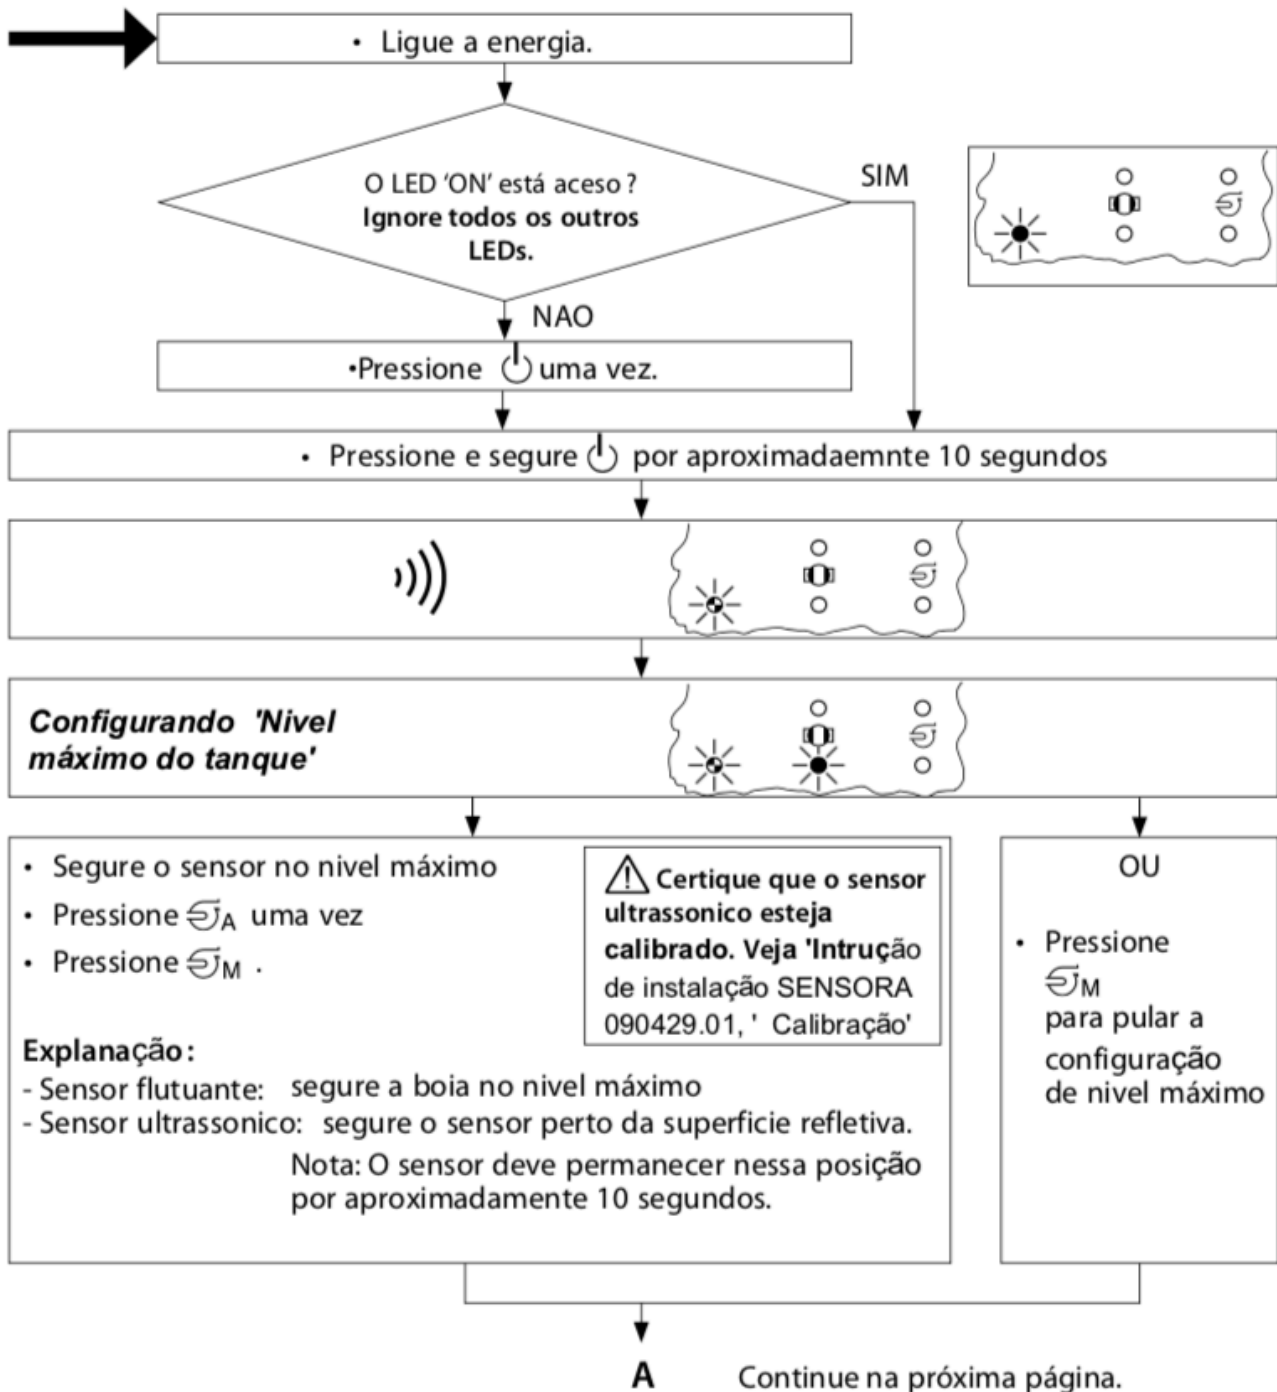 • Ligue a energia.
O LED ‘ON’ está aceso ?
Ignore todos os outros
LEDs.
SIM
NAO
•Pressione uma vez.
• Pressione e segure por aproximadaemnte 10 segundos
Configurando 'Nivel
máximo do tanque'
• Segure o sensor no nivel máximo
• Pressione A uma vez
• Pressione M .
Certique que o sensor
ultrassonico esteja
calibrado. Veja 'Intrução
de instalação SENSORA
090429.01, ' Calibração'
Explanação:
- Sensor flutuante: segure a boia no nivel máximo
- Sensor ultrassonico: segure o sensor perto da superficie refletiva.
Nota: O sensor deve permanecer nessa posição
por aproximadamente 10 segundos.
OU
• Pressione
M
para pular a
configuração
de nivel máximo
A Continue na próxima página.